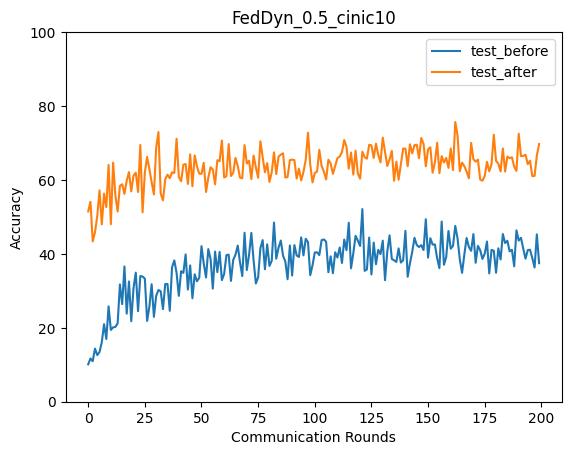 FedDyn_0.5_cinic10
test_before
test_after
100
80
60
40
20
0
Accuracy
0 25 50 75 100 125 150 175 200
Communication Rounds